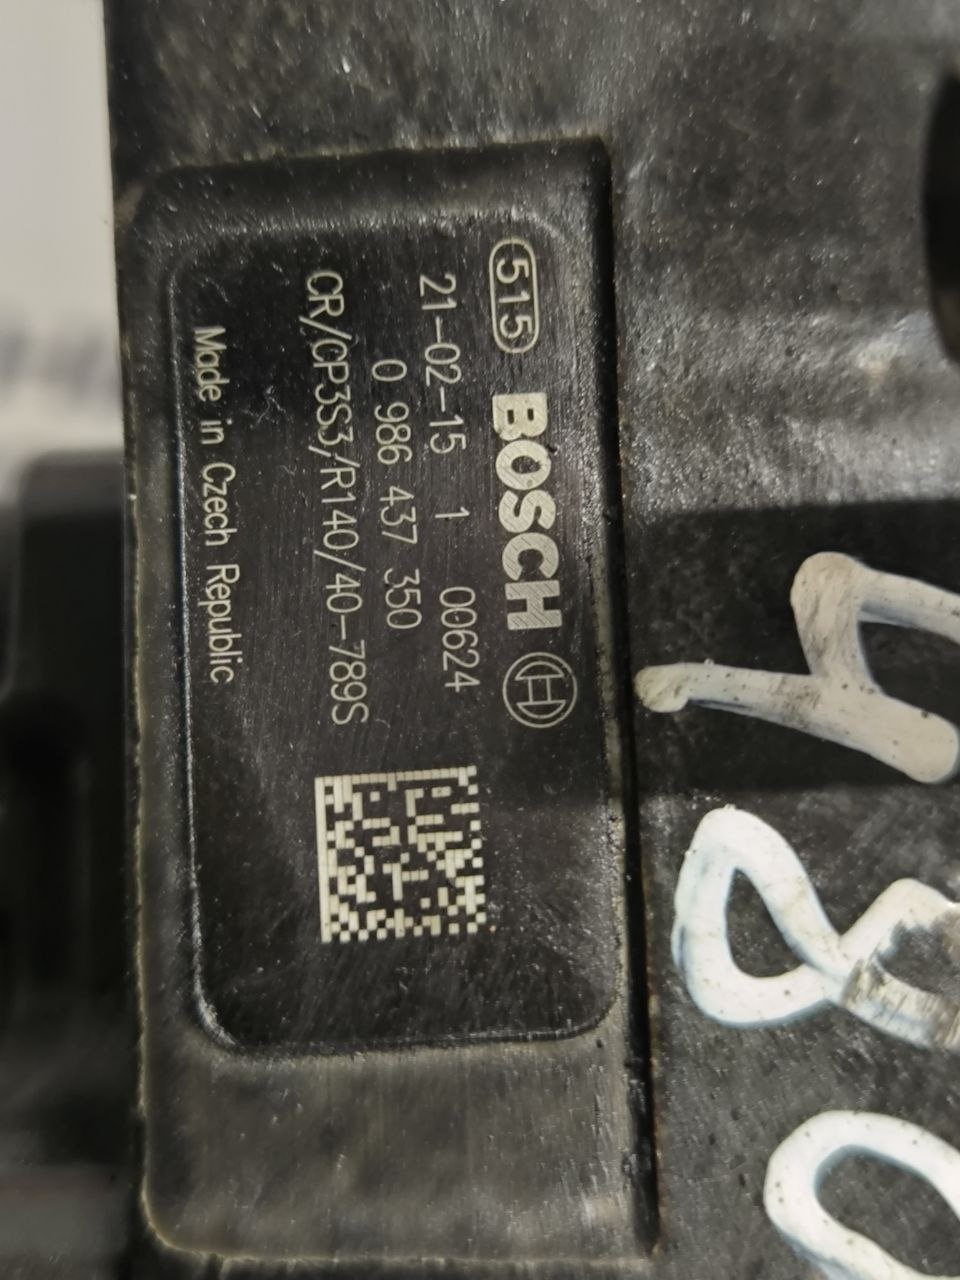 515 BOSCH
21-02-15 1 00624
0 986 437 350
CR/CP3S3/R140/40-789S
Made in Czech Republic
480